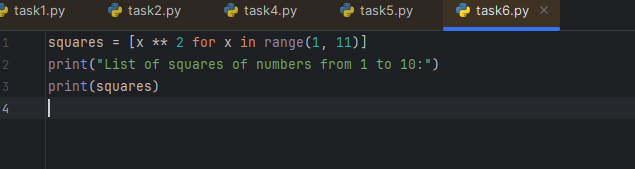 task1.py task2.py task4.py task5.py task6.py ×
1 squares = [x ** 2 for x in range(1, 11)]
2 print("List of squares of numbers from 1 to 10:")
3 print(squares)
4